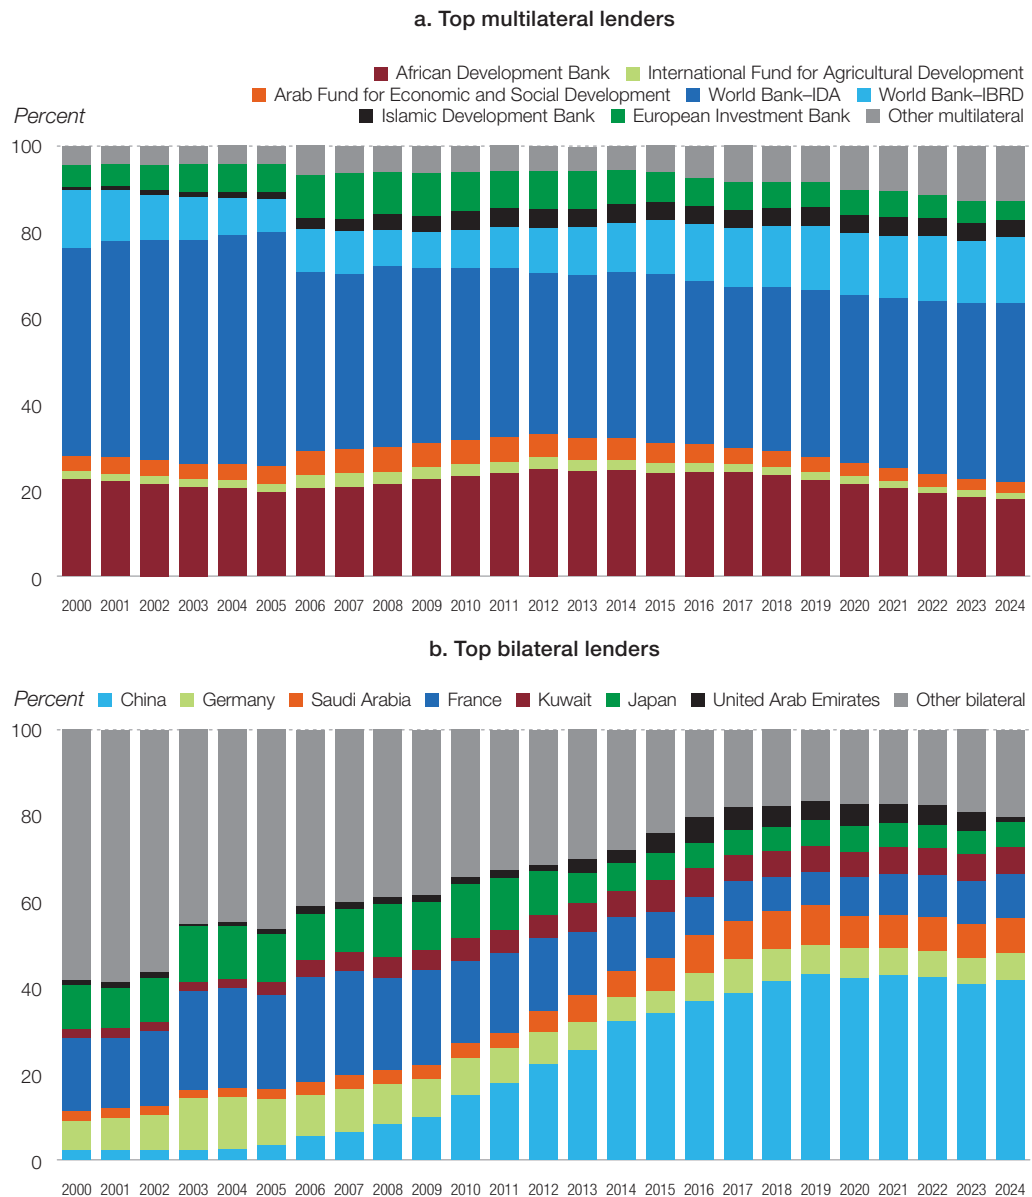 a. Top multilateral lenders
African Development Bank International Fund for Agricultural Development
Arab Fund for Economic and Social Development World Bank–IDA World Bank–IBRD
Percent Islamic Development Bank European Investment Bank Other multilateral
100
80
60
40
20
0
2000 2001 2002 2003 2004 2005 2006 2007 2008 2009 2010 2011 2012 2013 2014 2015 2016 2017 2018 2019 2020 2021 2022 2023 2024
b. Top bilateral lenders
Percent China Germany Saudi Arabia France Kuwait Japan United Arab Emirates Other bilateral
100
80
60
40
20
0
2000 2001 2002 2003 2004 2005 2006 2007 2008 2009 2010 2011 2012 2013 2014 2015 2016 2017 2018 2019 2020 2021 2022 2023 2024